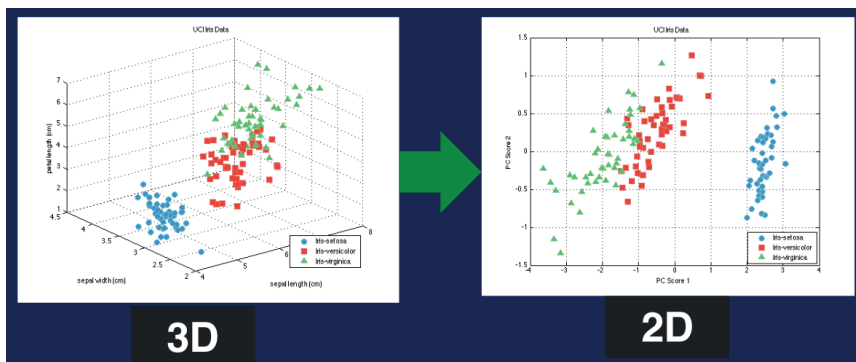 UCI Iris Data
petal length (cm)
7
6
5
4
3
2
1
4.5
4
3.5
3
2.5
2
sepal width (cm)
4
5
6
8
sepal length (cm)
Iris-setosa
Iris-versicolor
Iris-virginica
3D
UCI Iris Data
PC Score 2
1.5
1
0.5
0
-0.5
-1
-1.5
-4
-3
-2
-1
0
1
2
3
4
PC Score 1
Iris-setosa
Iris-versicolor
Iris-virginica
2D